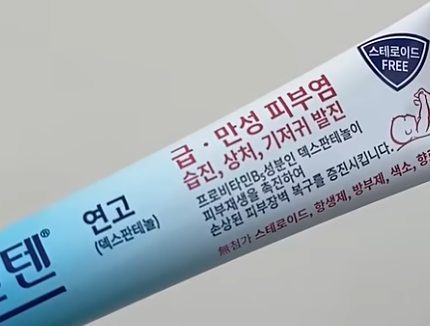 스테로이드
FREE
급·만성 피부염
습진, 상처, 기저귀 발진
프로비타민B₅성분인 덱스판테놀이
피부재생을 촉진하여
손상된 피부장벽 복구를 증진시킵니다.
無첨가 스테로이드, 항생제, 방부제, 색소, 향료
연고
(덱스판테놀)
텐®